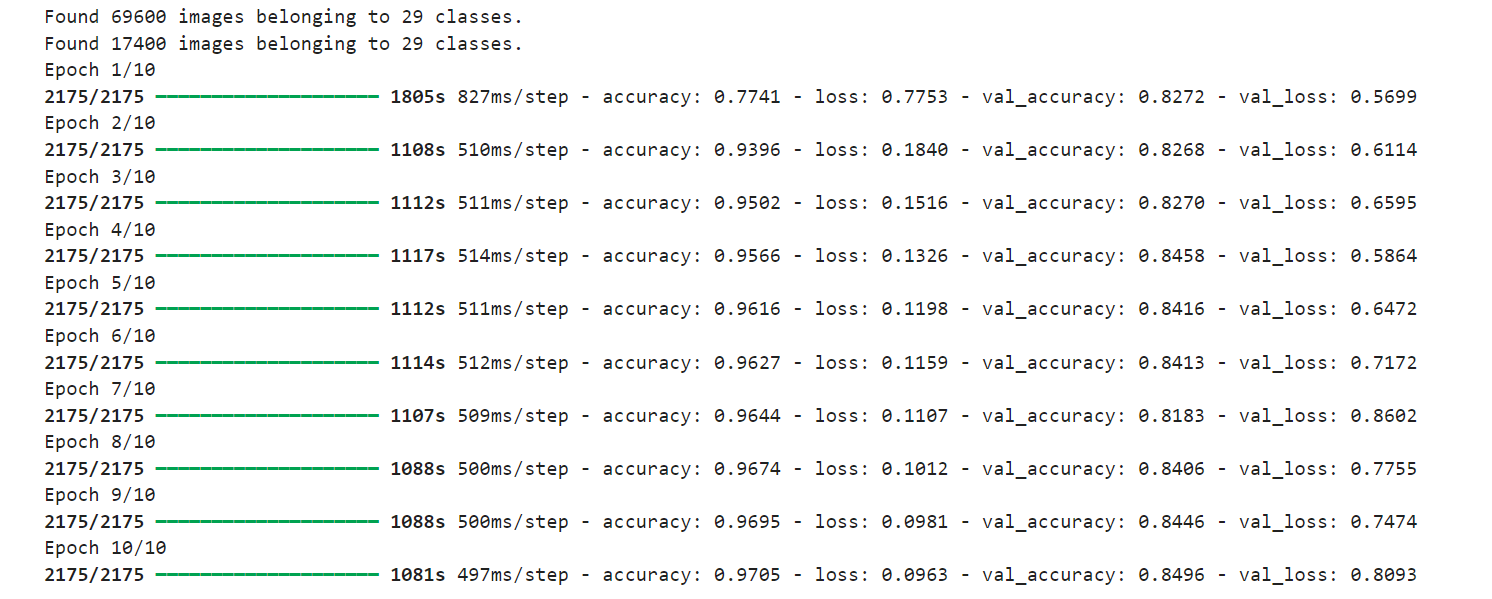 Found 69600 images belonging to 29 classes.
Found 17400 images belonging to 29 classes.
Epoch 1/10
2175/2175 ━━━━━━━━━━━━━━━━━━━━ 1805s 827ms/step - accuracy: 0.7741 - loss: 0.7753 - val_accuracy: 0.8272 - val_loss: 0.5699
Epoch 2/10
2175/2175 ━━━━━━━━━━━━━━━━━━━━ 1108s 510ms/step - accuracy: 0.9396 - loss: 0.1840 - val_accuracy: 0.8268 - val_loss: 0.6114
Epoch 3/10
2175/2175 ━━━━━━━━━━━━━━━━━━━━ 1112s 511ms/step - accuracy: 0.9502 - loss: 0.1516 - val_accuracy: 0.8270 - val_loss: 0.6595
Epoch 4/10
2175/2175 ━━━━━━━━━━━━━━━━━━━━ 1117s 514ms/step - accuracy: 0.9566 - loss: 0.1326 - val_accuracy: 0.8458 - val_loss: 0.5864
Epoch 5/10
2175/2175 ━━━━━━━━━━━━━━━━━━━━ 1112s 511ms/step - accuracy: 0.9616 - loss: 0.1198 - val_accuracy: 0.8416 - val_loss: 0.6472
Epoch 6/10
2175/2175 ━━━━━━━━━━━━━━━━━━━━ 1114s 512ms/step - accuracy: 0.9627 - loss: 0.1159 - val_accuracy: 0.8413 - val_loss: 0.7172
Epoch 7/10
2175/2175 ━━━━━━━━━━━━━━━━━━━━ 1107s 509ms/step - accuracy: 0.9644 - loss: 0.1107 - val_accuracy: 0.8183 - val_loss: 0.8602
Epoch 8/10
2175/2175 ━━━━━━━━━━━━━━━━━━━━ 1088s 500ms/step - accuracy: 0.9674 - loss: 0.1012 - val_accuracy: 0.8406 - val_loss: 0.7755
Epoch 9/10
2175/2175 ━━━━━━━━━━━━━━━━━━━━ 1088s 500ms/step - accuracy: 0.9695 - loss: 0.0981 - val_accuracy: 0.8446 - val_loss: 0.7474
Epoch 10/10
2175/2175 ━━━━━━━━━━━━━━━━━━━━ 1081s 497ms/step - accuracy: 0.9705 - loss: 0.0963 - val_accuracy: 0.8496 - val_loss: 0.8093